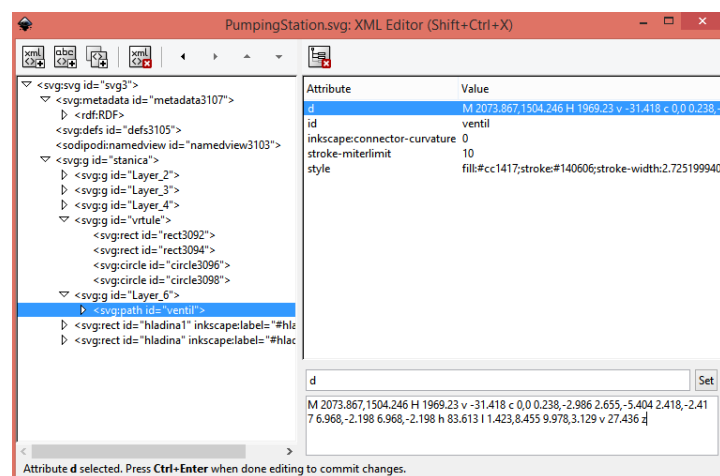 PumpingStation.svg: XML Editor (Shift+Ctrl+X)
Attribute Value
<svg:svg id="svg3">
<svg:metadata id="metadata3107">
<rdf:RDF>
<svg:defs id="defs3105">
<sodipodi:namedview id="namedview3103">
<svg:g id="stanica">
<svg:g id="Layer_2">
<svg:g id="Layer_3">
<svg:g id="Layer_4">
<svg:g id="vrtule">
<svg:rect id="rect3092">
<svg:rect id="rect3094">
<svg:circle id="circle3096">
<svg:circle id="circle3098">
<svg:g id="Layer_6">
<svg:path id="ventil">
<svg:rect id="hladina1" inkscape:label="#hla
<svg:rect id="hladina" inkscape:label="#hlad
d M 2073.867,1504.246 H 1969.23 v -31.418 c 0,0 0.238,-
id ventil
inkscape:connector-curvature 0
stroke-miterlimit 10
style fill:#cc1417;stroke:#140606;stroke-width:2.725199940
d Set
M 2073.867,1504.246 H 1969.23 v -31.418 c 0,0 0.238,-2.986 2.655,-5.404 2.418,-2.41
7 6.968,-2.198 6.968,-2.198 h 83.613 l 1.423,8.455 9.978,3.129 v 27.436 z
Attribute d selected. Press Ctrl+Enter when done editing to commit changes.